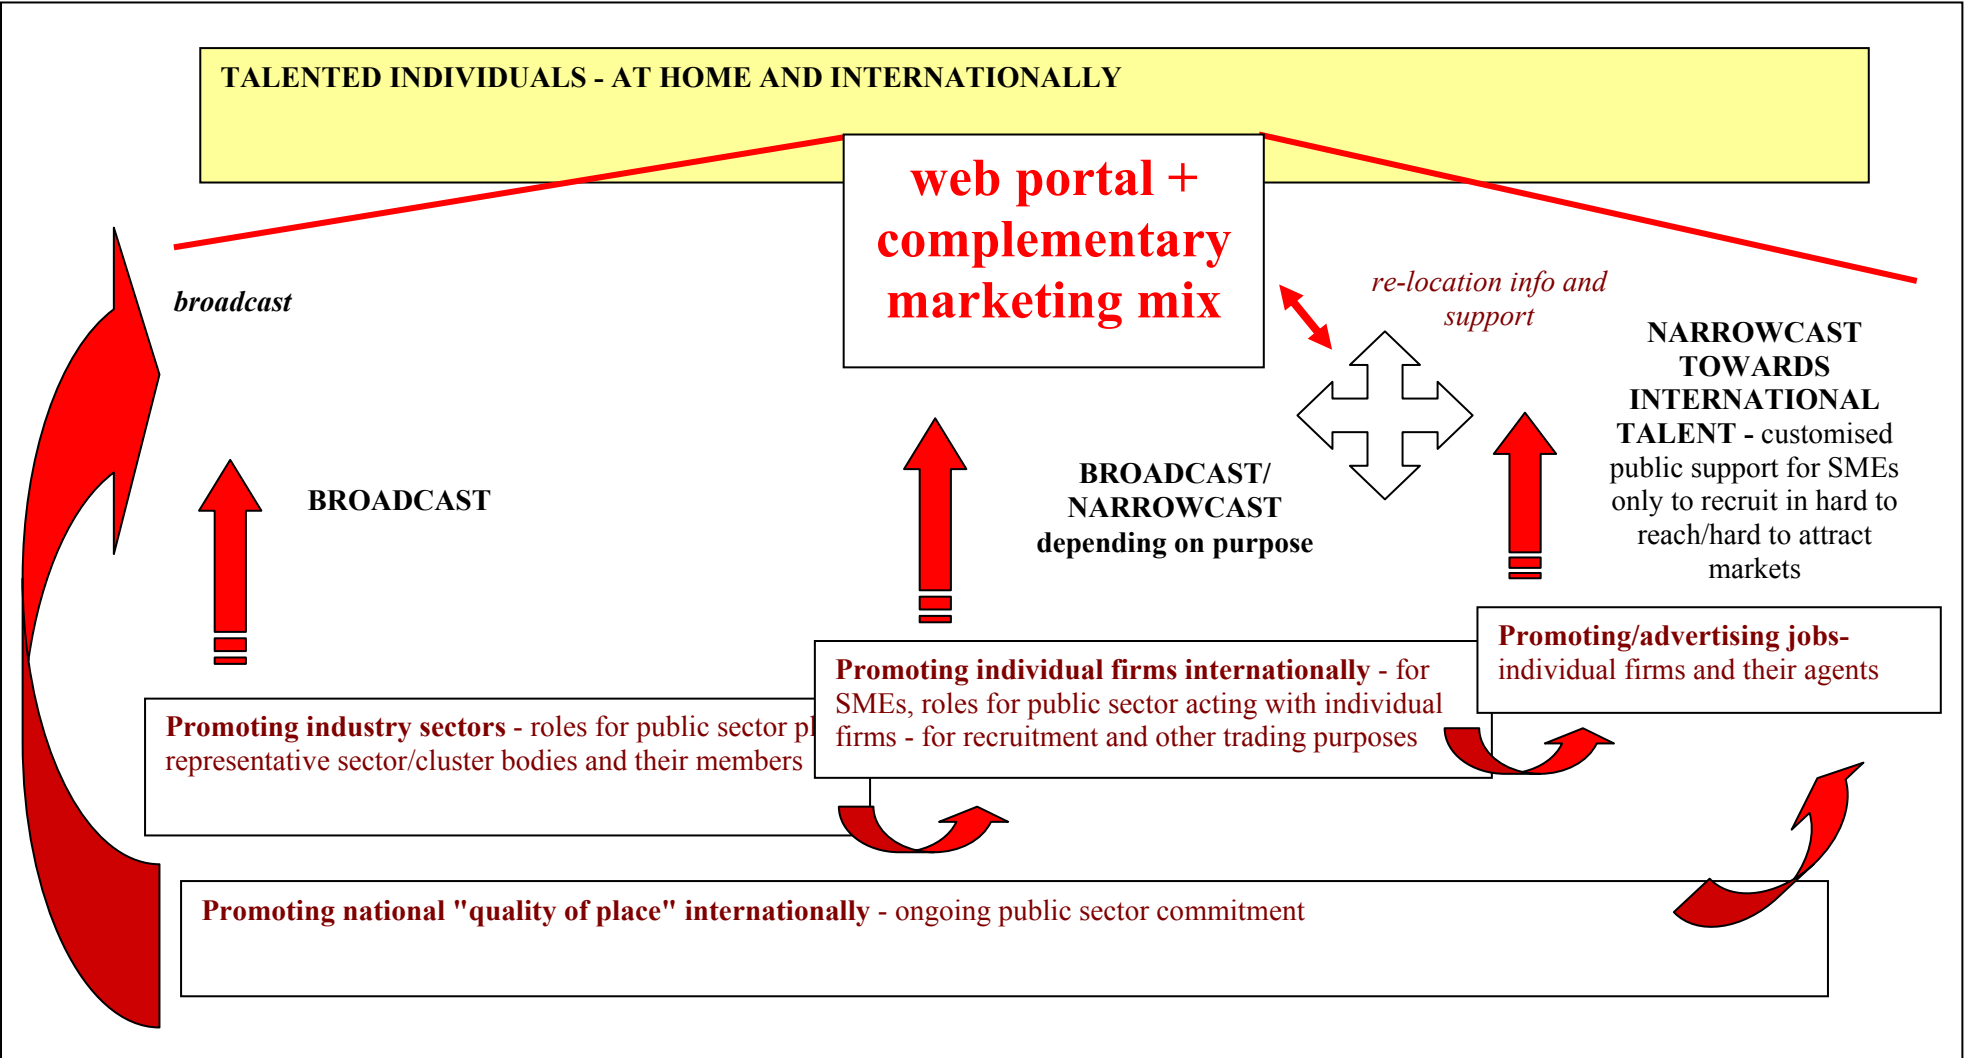 TALENTED INDIVIDUALS - AT HOME AND INTERNATIONALLY
web portal +
complementary
marketing mix
broadcast
re-location info and
support
NARROWCAST
TOWARDS
INTERNATIONAL
TALENT - customised
public support for SMEs
only to recruit in hard to
reach/hard to attract
markets
BROADCAST
BROADCAST/
NARROWCAST
depending on purpose
Promoting/advertising jobs-
individual firms and their agents
Promoting individual firms internationally - for
SMEs, roles for public sector acting with individual
firms - for recruitment and other trading purposes
Promoting industry sectors - roles for public sector
representative sector/cluster bodies and their members
Promoting national "quality of place" internationally - ongoing public sector commitment